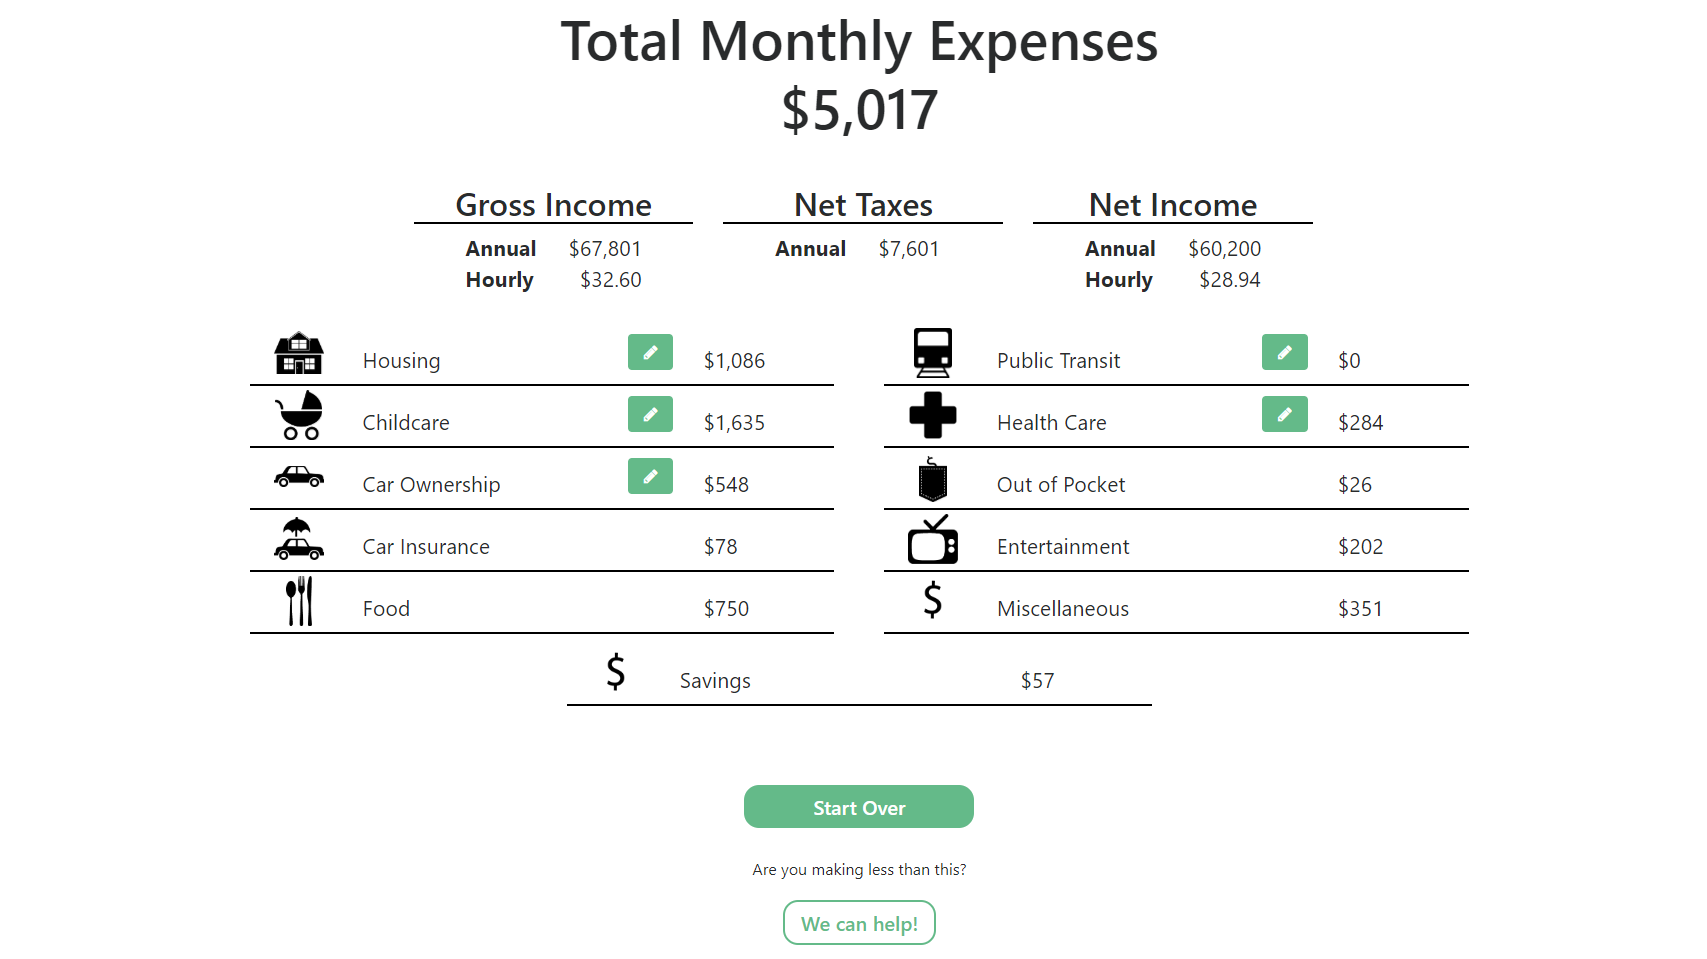 Total Monthly Expenses
$5,017
Gross Income
Annual $67,801
Hourly $32.60
Net Taxes
Annual $7,601
Net Income
Annual $60,200
Hourly $28.94
Housing $1,086
Childcare $1,635
Car Ownership $548
Car Insurance $78
Food $750
Public Transit $0
Health Care $284
Out of Pocket $26
Entertainment $202
$ Miscellaneous $351
$ Savings $57
Start Over
Are you making less than this?
We can help!